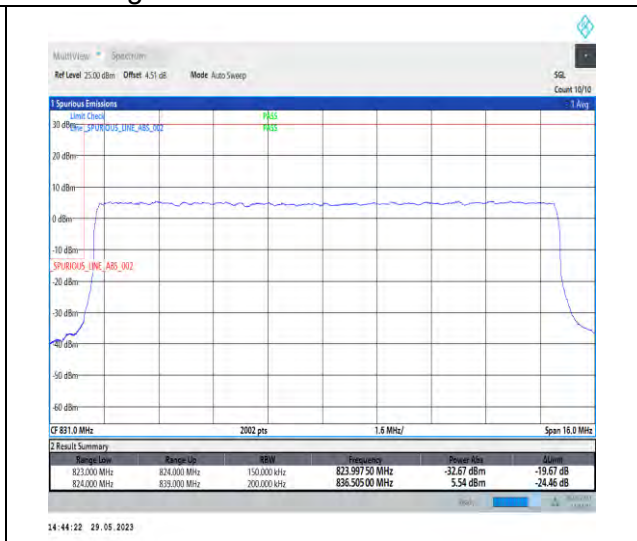 MultiView Spectrum
Ref Level 25.00 dBm Offset 4.51 dB Mode Auto Sweep SGL
Count 10/10
1 Spurious Emissions 1 Avg
Limit Check PASS
30 dBm Line _SPURIOUS_LINE_ABS_002 PASS
20 dBm
10 dBm
0 dBm
-10 dBm
_SPURIOUS_LINE_ABS_002
-20 dBm
-30 dBm
-40 dBm
-50 dBm
-60 dBm
CF 831.0 MHz 2002 pts 1.6 MHz/ Span 16.0 MHz
2 Result Summary
Range Low Range Up RBW Frequency Power Abs ΔLimit
823.000 MHz 824.000 MHz 150.000 kHz 823.99750 MHz -32.67 dBm -19.67 dB
824.000 MHz 839.000 MHz 200.000 kHz 836.50500 MHz 5.54 dBm -24.46 dB
14:44:22 29.05.2023